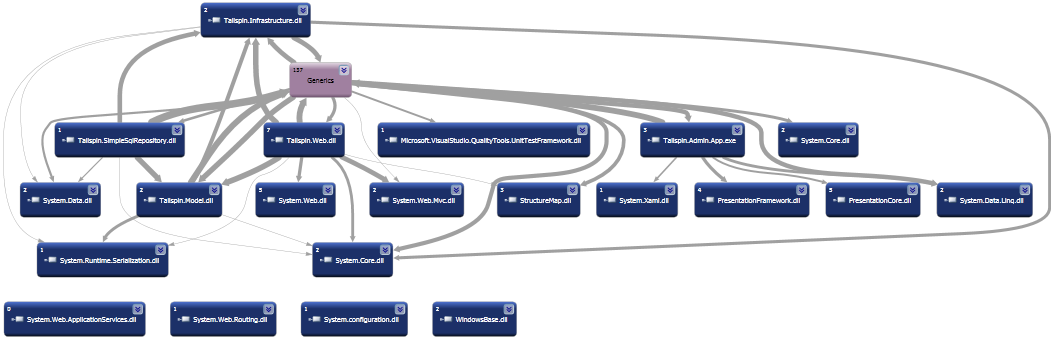 2
Tailspin.Infrastructure.dll
137
Generics
1
Tailspin.SimpleSqlRepository.dll
7
Tailspin.Web.dll
1
Microsoft.VisualStudio.QualityTools.UnitTestFramework.dll
3
Tailspin.Admin.App.exe
2
System.Core.dll
2
System.Data.dll
2
Tailspin.Model.dll
5
System.Web.dll
2
System.Web.Mvc.dll
3
StructureMap.dll
1
System.Xaml.dll
4
PresentationFramework.dll
5
PresentationCore.dll
2
System.Data.Linq.dll
1
System.Runtime.Serialization.dll
2
System.Core.dll
0
System.Web.ApplicationServices.dll
1
System.Web.Routing.dll
1
System.configuration.dll
2
WindowsBase.dll